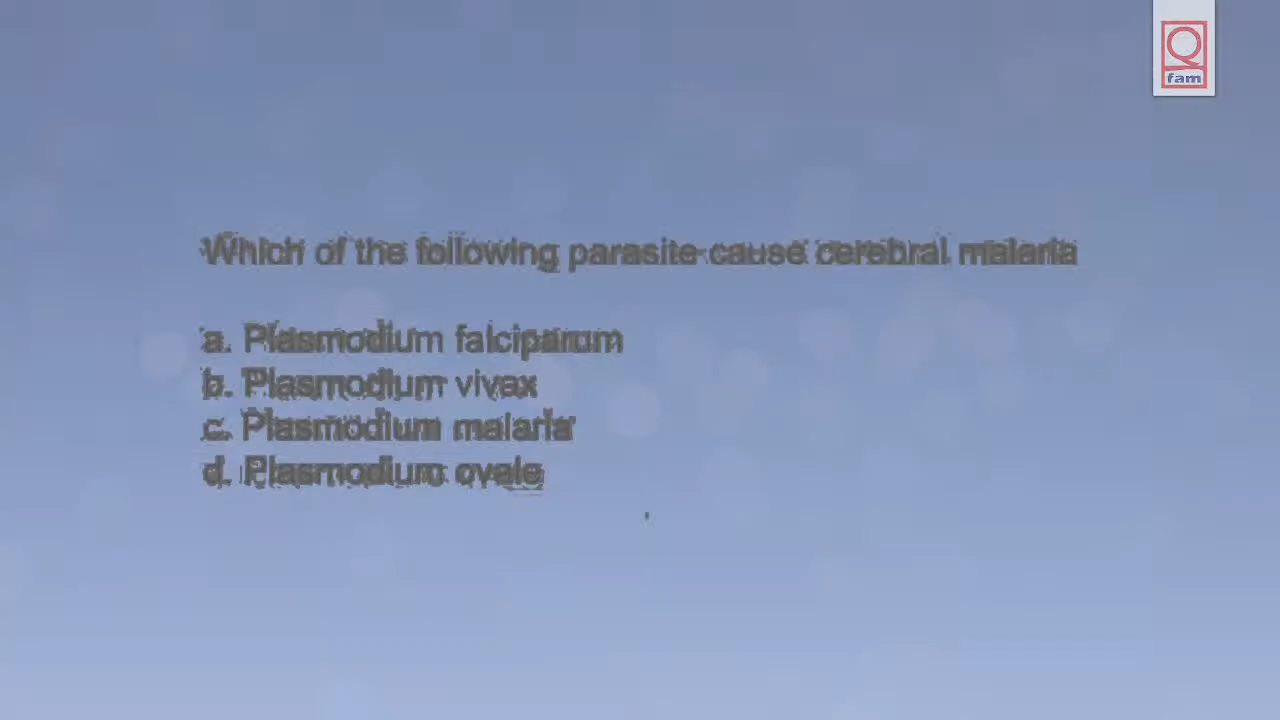 Q
fam
Which of the following parasite cause cerebral malaria
a. Plasmodium falciparum
b. Plasmodium vivax
c. Plasmodium malaria
d. Plasmodium ovale